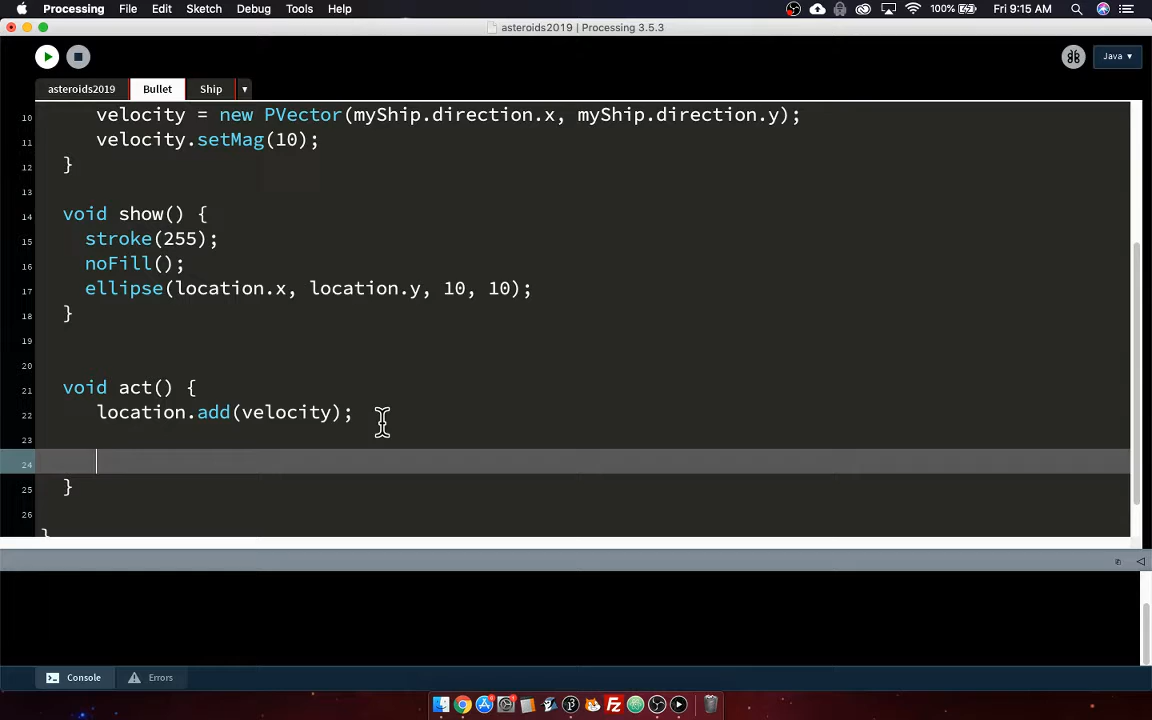 Processing File Edit Sketch Debug Tools Help 100% Fri 9:15 AM
asteroids2019 | Processing 3.5.3
Java ▾
asteroids2019 Bullet Ship ▾
10 velocity = new PVector(myShip.direction.x, myShip.direction.y);
11 velocity.setMag(10);
12 }
13
14 void show() {
15 stroke(255);
16 noFill();
17 ellipse(location.x, location.y, 10, 10);
18 }
19
20
21 void act() {
22 location.add(velocity);
23
24
25 }
26
}
Console Errors